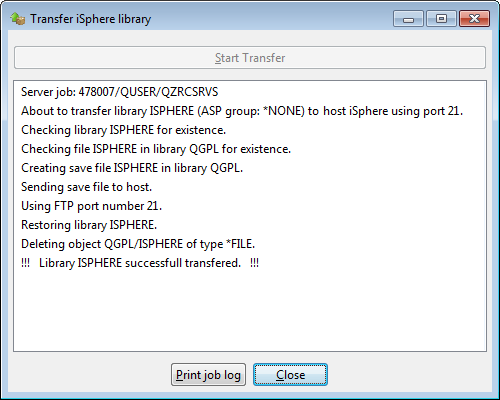 Transfer iSphere library
Start Transfer
Server job: 478007/QUSER/QZRCSRVS
About to transfer library ISPHERE (ASP group: *NONE) to host iSphere using port 21.
Checking library ISPHERE for existence.
Checking file ISPHERE in library QGPL for existence.
Creating save file ISPHERE in library QGPL.
Sending save file to host.
Using FTP port number 21.
Restoring library ISPHERE.
Deleting object QGPL/ISPHERE of type *FILE.
!!!   Library ISPHERE successfull transfered.   !!!
Print job log
Close